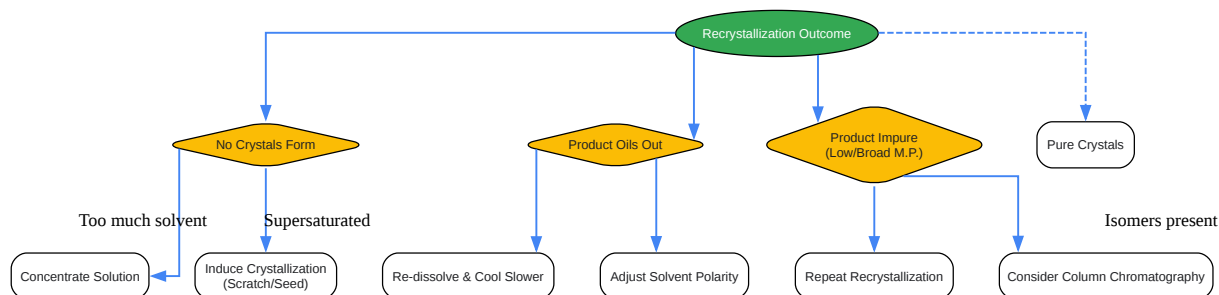 Recrystallization Outcome
No Crystals Form
Product Oils Out
Product Impure
(Low/Broad M.P.)
Pure Crystals
Too much solvent
Supersaturated
Isomers present
Concentrate Solution
Induce Crystallization
(Scratch/Seed)
Re-dissolve & Cool Slower
Adjust Solvent Polarity
Repeat Recrystallization
Consider Column Chromatography